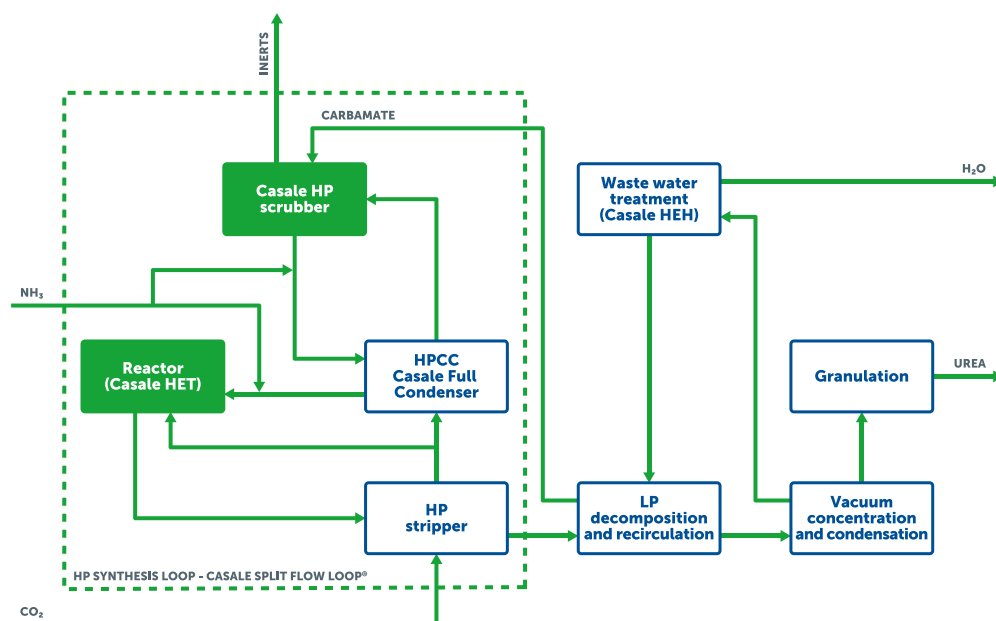 INERTS
CARBAMATE
Casale HP
scrubber
Waste water
treatment
(Casale HEH)
H₂O
NH₃
Reactor
(Casale HET)
HPCC
Casale Full
Condenser
Granulation
UREA
HP
stripper
LP
decomposition
and recirculation
Vacuum
concentration
and condensation
HP SYNTHESIS LOOP - CASALE SPLIT FLOW LOOP®
CO₂